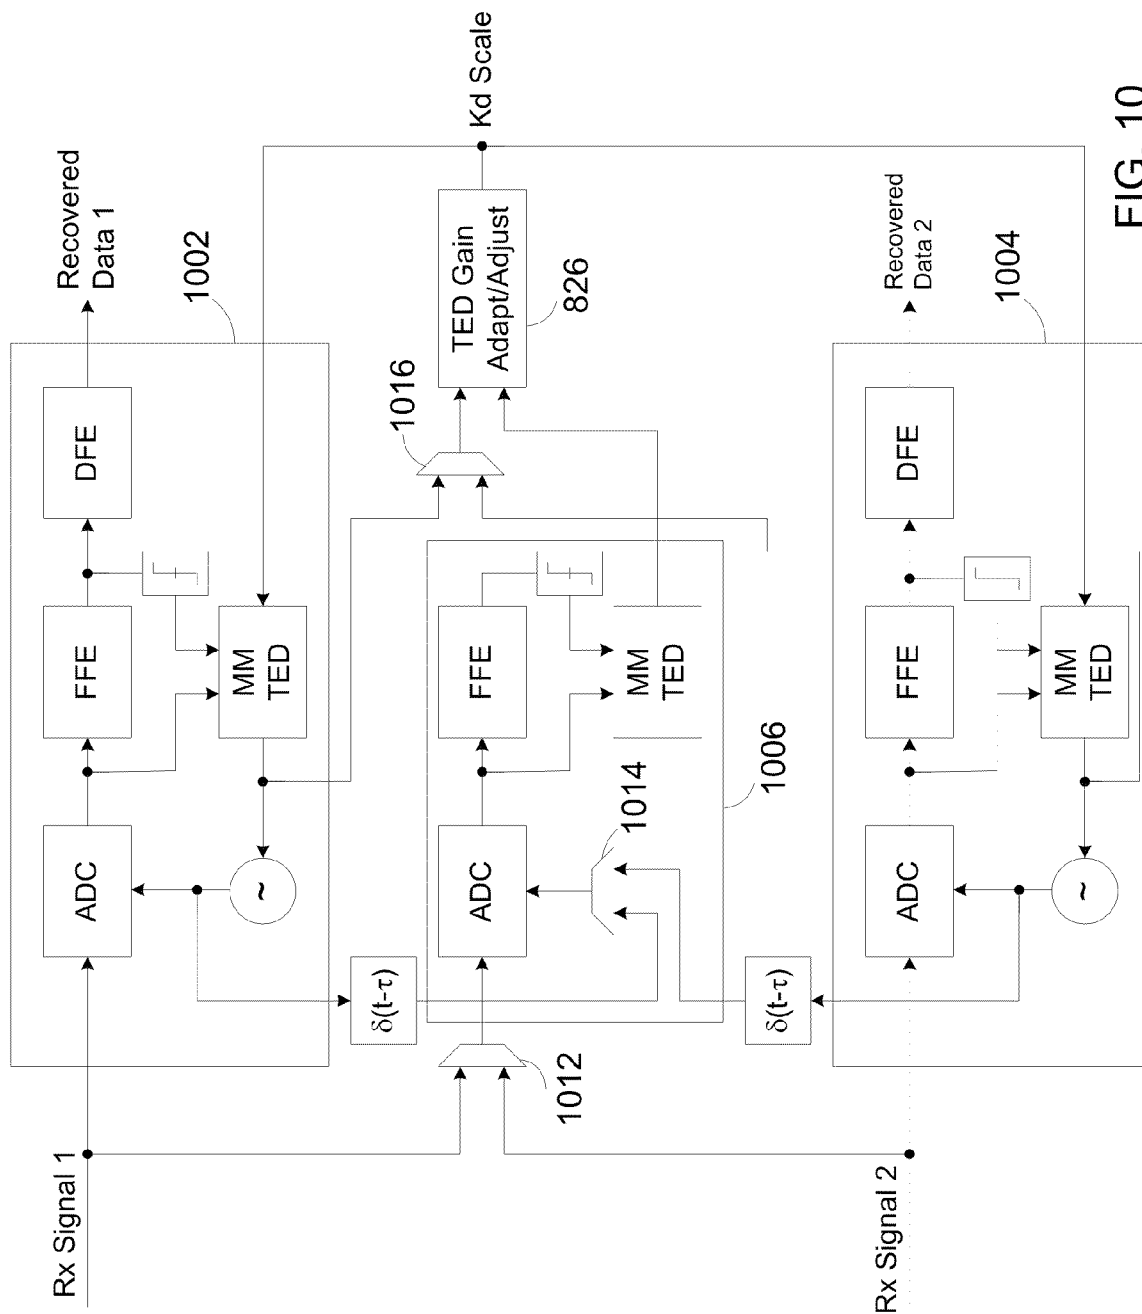 Rx Signal 1
ADC
FFE
DFE
Recovered
Data 1
1002
~
MM
TED
δ(t-τ)
1012
ADC
FFE
1014
~
MM
TED
1006
1016
TED Gain
Adapt/Adjust
826
Kd Scale
δ(t-τ)
Rx Signal 2
ADC
FFE
DFE
Recovered
Data 2
1004
MM
TED
FIG. 10